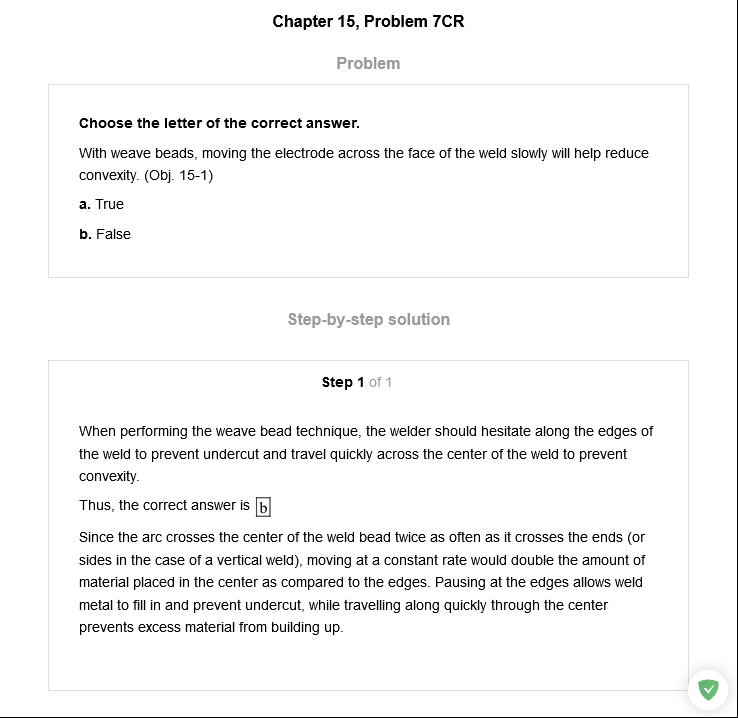 Chapter 15, Problem 7CR
Problem
Choose the letter of the correct answer.
With weave beads, moving the electrode across the face of the weld slowly will help reduce
convexity. (Obj. 15-1)
a. True
b. False
Step-by-step solution
Step 1 of 1
When performing the weave bead technique, the welder should hesitate along the edges of
the weld to prevent undercut and travel quickly across the center of the weld to prevent
convexity.
Thus, the correct answer is b
Since the arc crosses the center of the weld bead twice as often as it crosses the ends (or
sides in the case of a vertical weld), moving at a constant rate would double the amount of
material placed in the center as compared to the edges. Pausing at the edges allows weld
metal to fill in and prevent undercut, while travelling along quickly through the center
prevents excess material from building up.